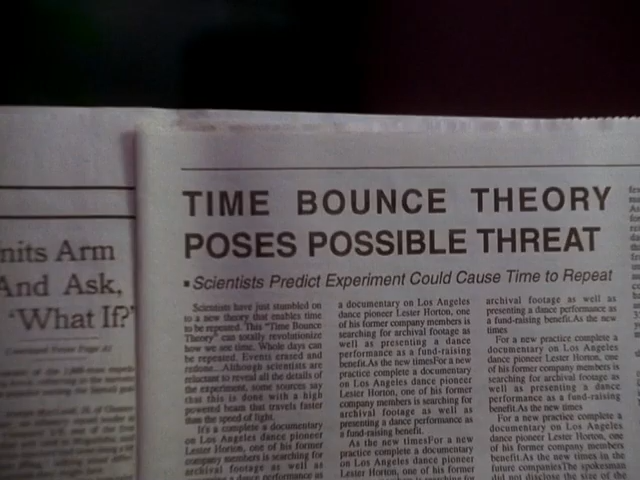 nits Arm
And Ask,
'What If?'
TIME BOUNCE THEORY
POSES POSSIBLE THREAT
Scientists Predict Experiment Could Cause Time to Repeat
Scientists have just stumbled on
to a new theory that enables time
to be repeated. This "Time Bounce
Theory" can totally revolutionize
how we see time. Whole days can
be repeated. Events erased and
redone. Although scientists are
reluctant to reveal all the details of
the experiment, some sources say
that this is done with a high
powered beam that travels faster
than the speed of light.
It's a complete a documentary
on Los Angeles dance pioneer
Lester Horton, one of his former
company members is searching for
archival footage as well as
presenting a dance performance as
a documentary on Los Angeles
dance pioneer Lester Horton, one
of his former company members is
searching for archival footage as
well as presenting a dance
performance as a fund-raising
benefit.As the new timesFor a new
practice complete a documentary
on Los Angeles dance pioneer
Lester Horton, one of his former
company members is searching for
archival footage as well as
presenting a dance performance as
a fund-raising benefit.
As the new timesFor a new
practice complete a documentary
on Los Angeles dance pioneer
Lester Horton, one of his former
company members is searching for
archival footage as well as
presenting a dance performance as
a fund-raising benefit.As the new
times
For a new practice complete a
documentary on Los Angeles
dance pioneer Lester Horton, one
of his former company members is
searching for archival footage as
well as presenting a dance
performance as a fund-raising
benefit.As the new times
For a new practice complete a
documentary on Los Angeles
dance pioneer Lester Horton, one
of his former company members
benefit.As the new times in the
future companiesThe spokesman
did not disclose the size of the